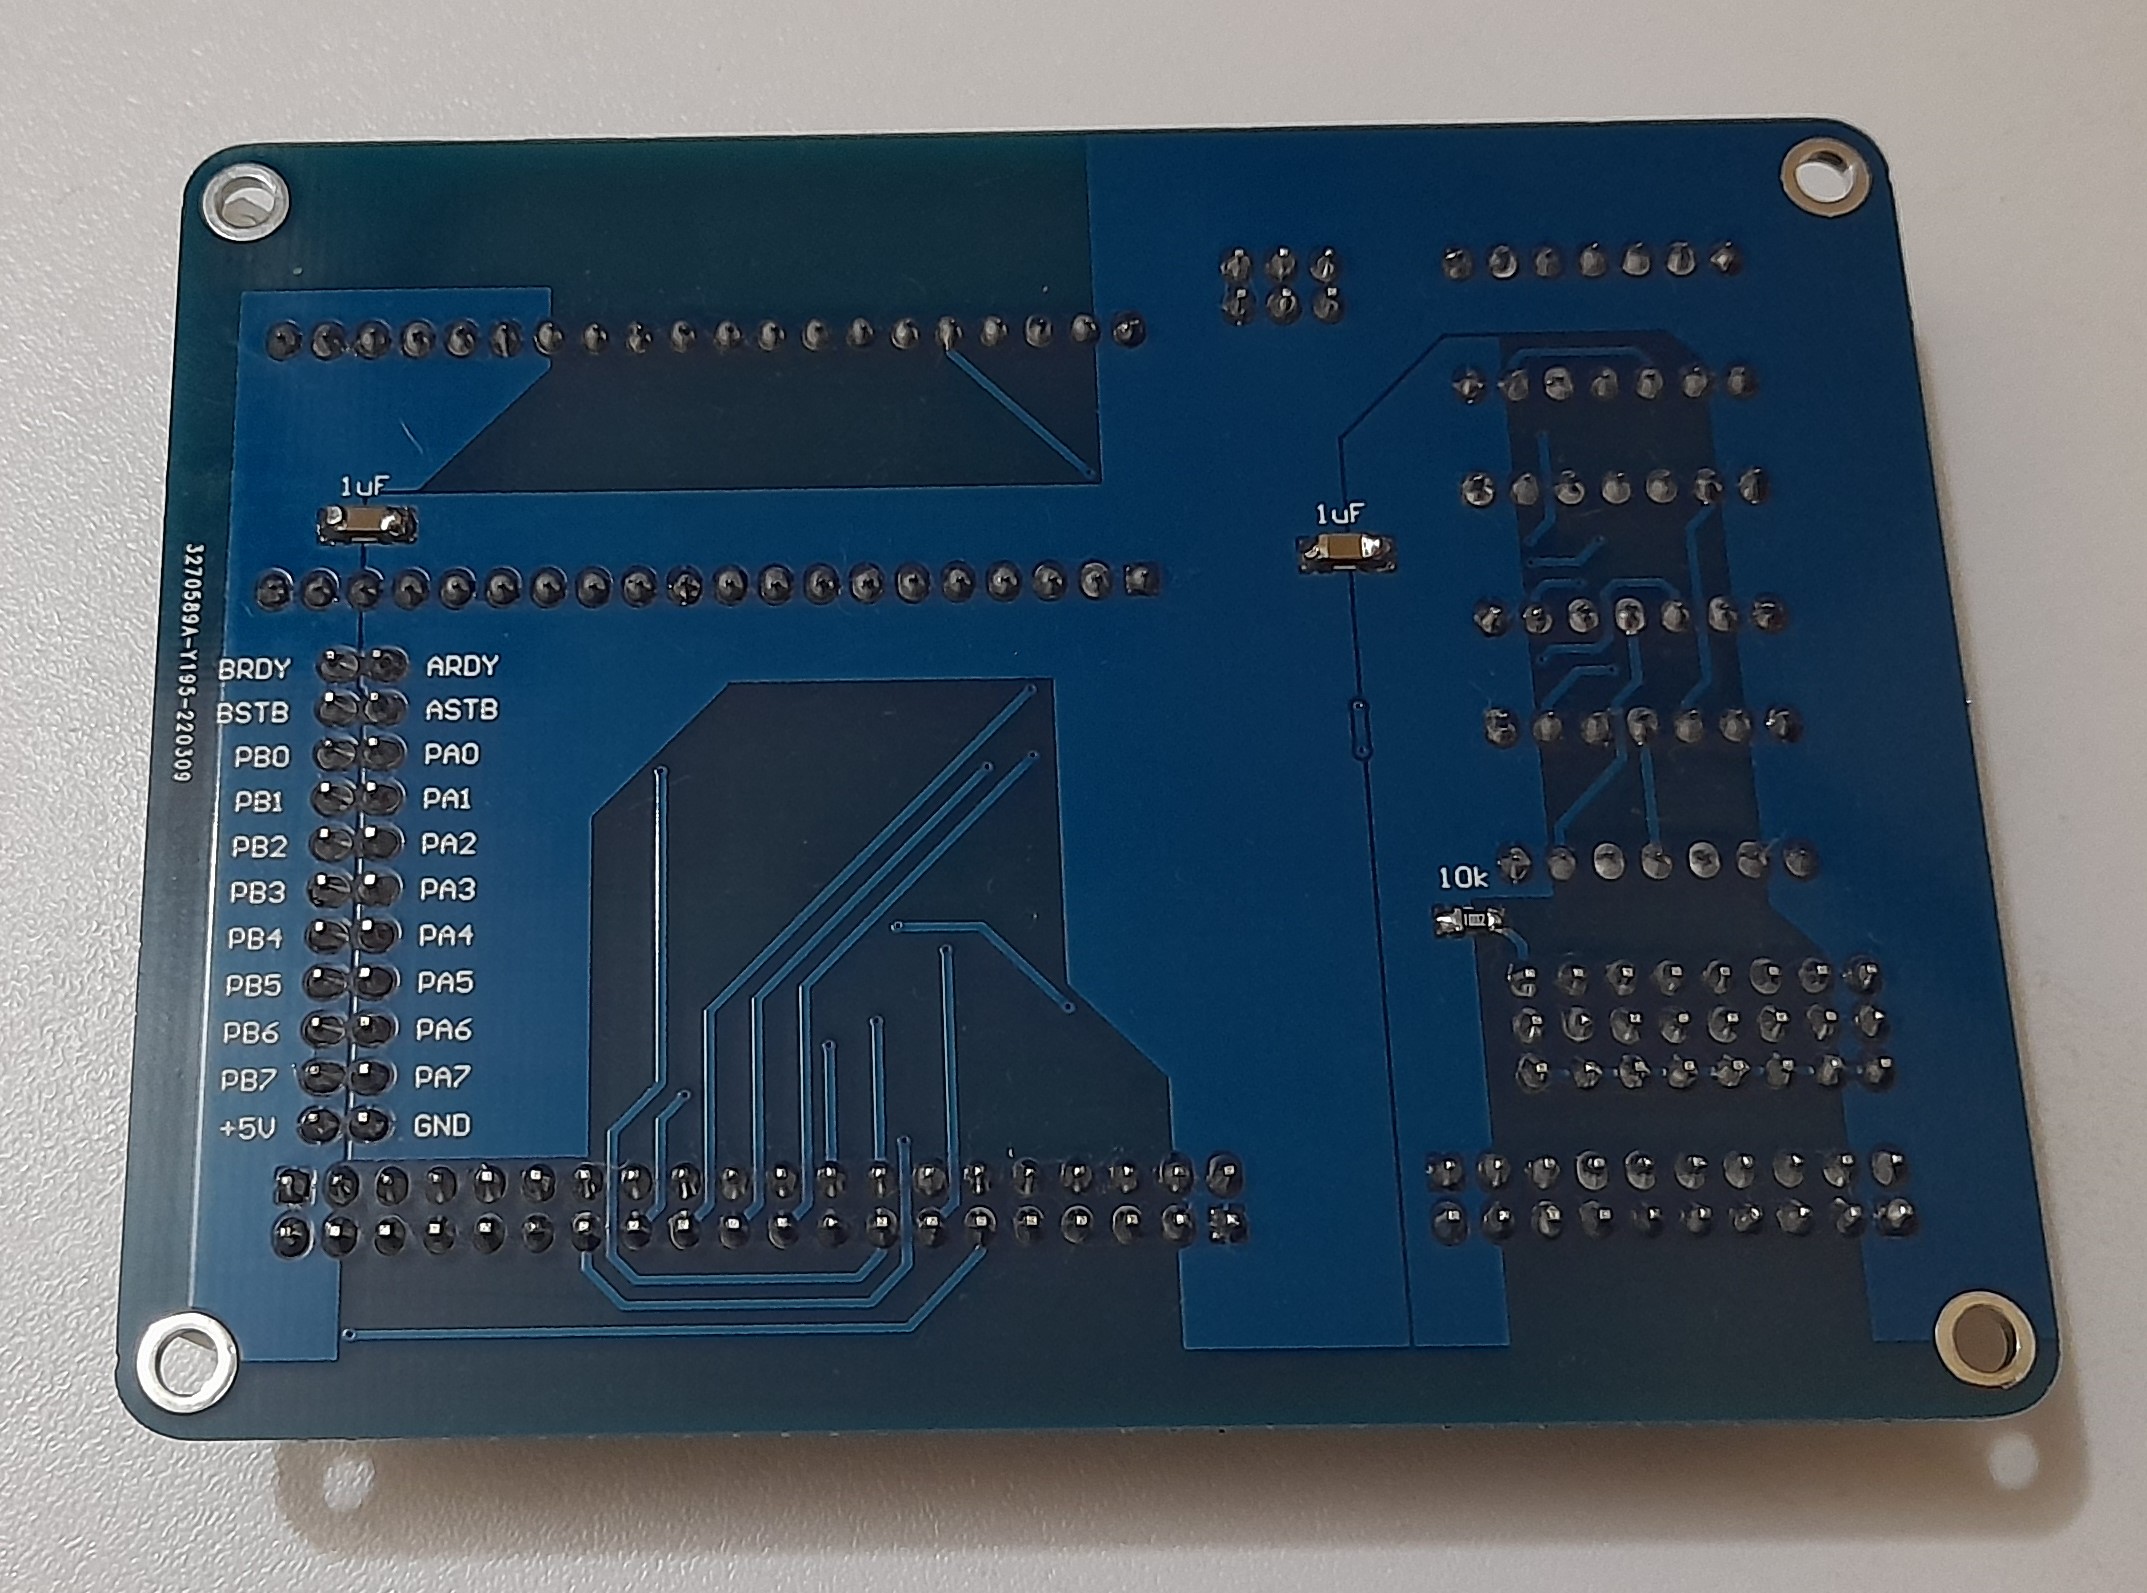 1uF
1uF
3270589A-Y195-220309
BRDY ARDY
BSTB ASTB
PB0 PA0
PB1 PA1
PB2 PA2
PB3 PA3
10k
PB4 PA4
PB5 PA5
PB6 PA6
PB7 PA7
+5V GND